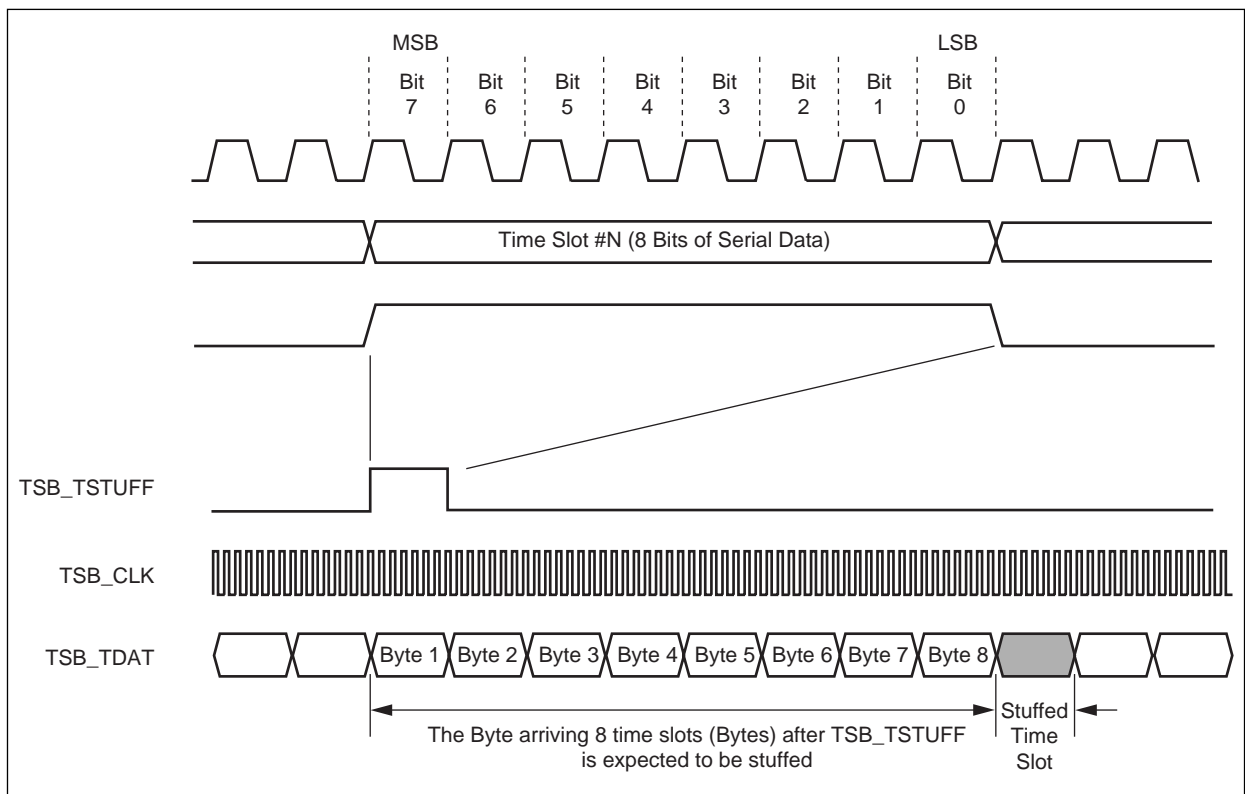 MSB LSB
Bit Bit Bit Bit Bit Bit Bit Bit
7 6 5 4 3 2 1 0
Time Slot #N (8 Bits of Serial Data)
TSB_TSTUFF
TSB_CLK
TSB_TDAT
Byte 1 Byte 2 Byte 3 Byte 4 Byte 5 Byte 6 Byte 7 Byte 8
The Byte arriving 8 time slots (Bytes) after TSB_TSTUFF
is expected to be stuffed
Stuffed
Time
Slot